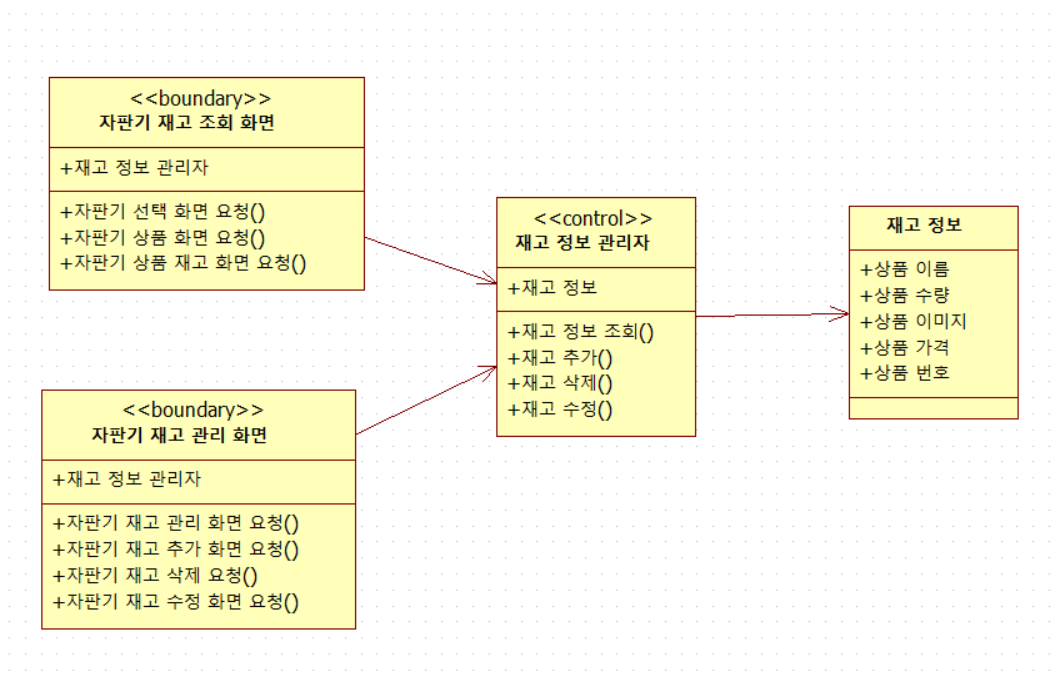 <<boundary>>
자판기 재고 조회 화면
+재고 정보 관리자
+자판기 선택 화면 요청()
+자판기 상품 화면 요청()
+자판기 상품 재고 화면 요청()
<<boundary>>
자판기 재고 관리 화면
+재고 정보 관리자
+자판기 재고 관리 화면 요청()
+자판기 재고 추가 화면 요청()
+자판기 재고 삭제 요청()
+자판기 재고 수정 화면 요청()
<<control>>
재고 정보 관리자
+재고 정보
+재고 정보 조회()
+재고 추가()
+재고 삭제()
+재고 수정()
재고 정보
+상품 이름
+상품 수량
+상품 이미지
+상품 가격
+상품 번호